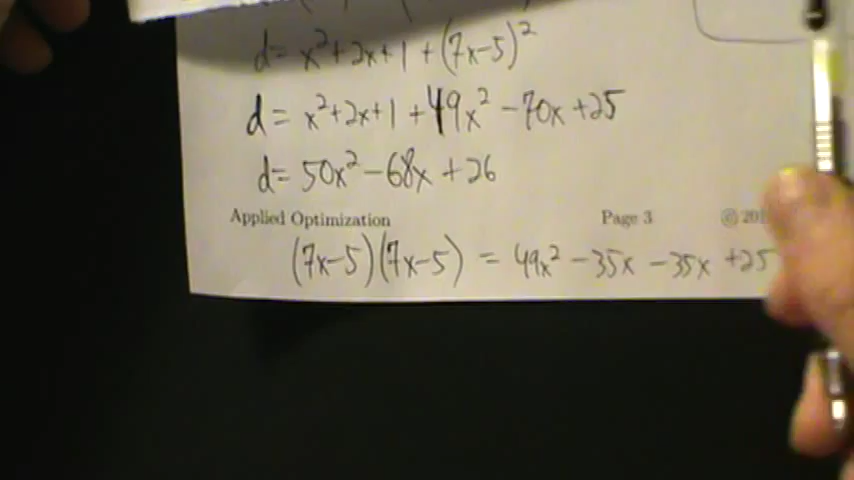 d = x²+2x+1 + (7x-5)²
d = x²+2x+1 + 49x² - 70x + 25
d = 50x² - 68x + 26
Applied Optimization Page 3 © 201
(7x-5)(7x-5) = 49x² - 35x - 35x + 25